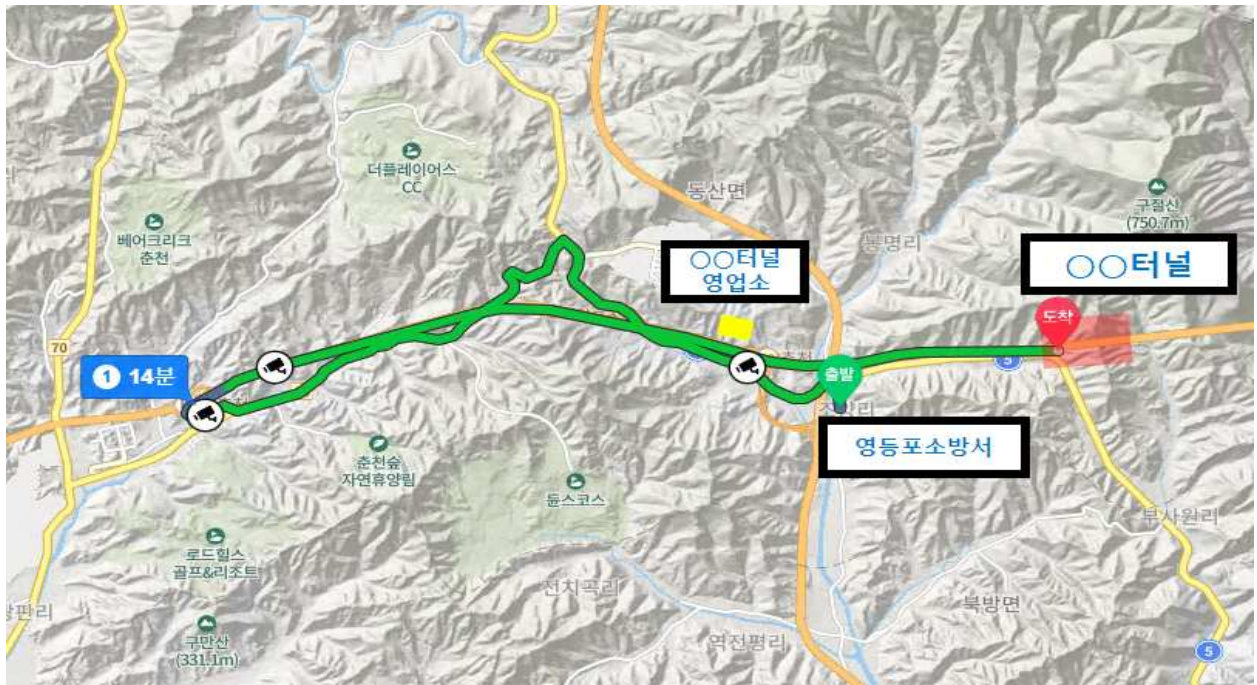 더플레이어스
CC
동산면
구절산
(750.7m)
베어크리크
춘천
봉명리
○○터널
영업소
○○터널
도착
70
1 14분
출발
5
영등포소방서
춘천숲
자연휴양림
듄스코스
부사원리
로드힐스
골프&리조트
전치곡리
북방면
구만산
(331.1m)
역전평리
5